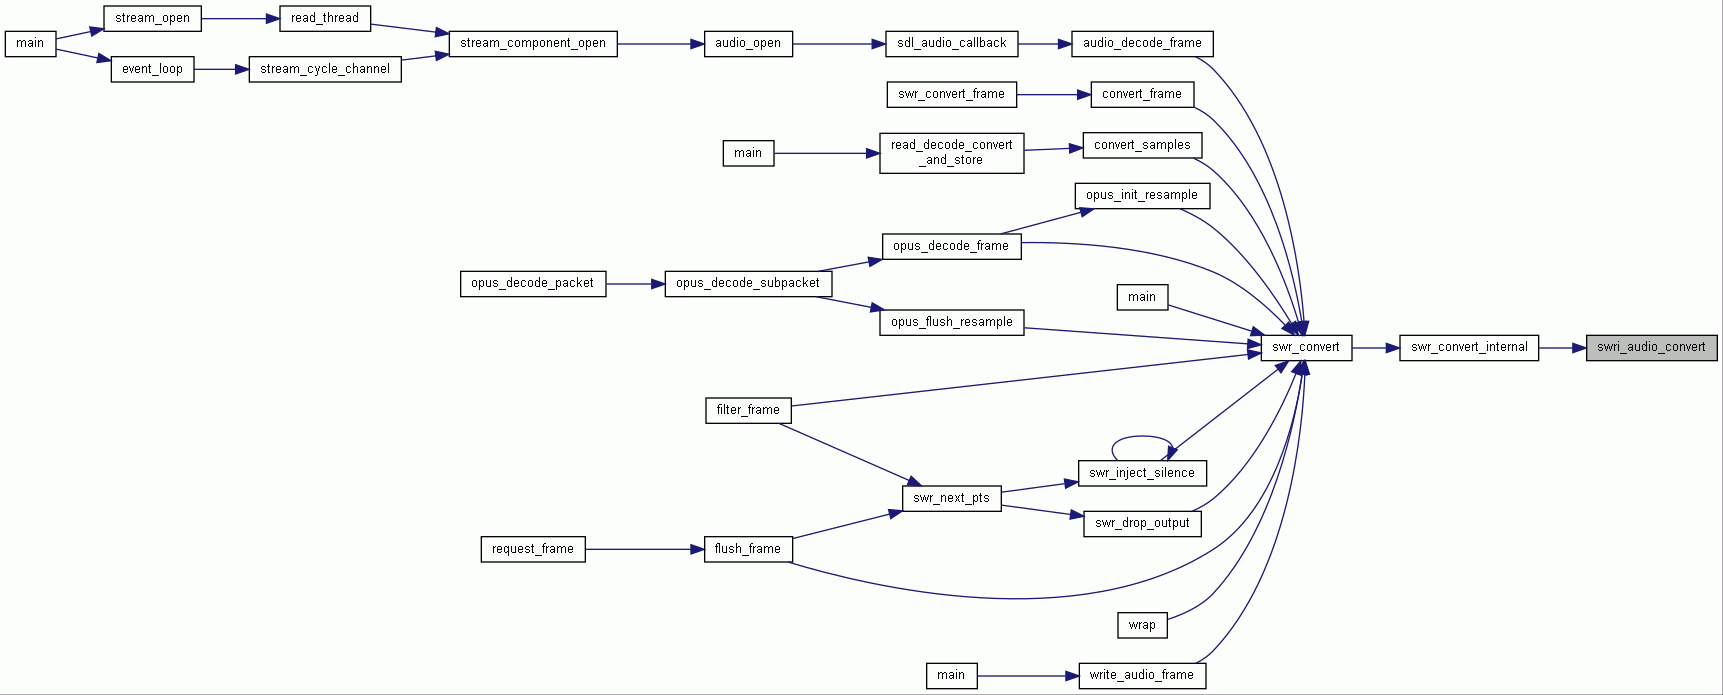 stream_open
read_thread
main
stream_component_open
audio_open
sdl_audio_callback
audio_decode_frame
event_loop
stream_cycle_channel
swr_convert_frame
convert_frame
main
read_decode_convert
_and_store
convert_samples
opus_init_resample
opus_decode_frame
opus_decode_packet
opus_decode_subpacket
main
opus_flush_resample
swr_convert
swr_convert_internal
swri_audio_convert
filter_frame
swr_inject_silence
swr_next_pts
swr_drop_output
request_frame
flush_frame
wrap
main
write_audio_frame